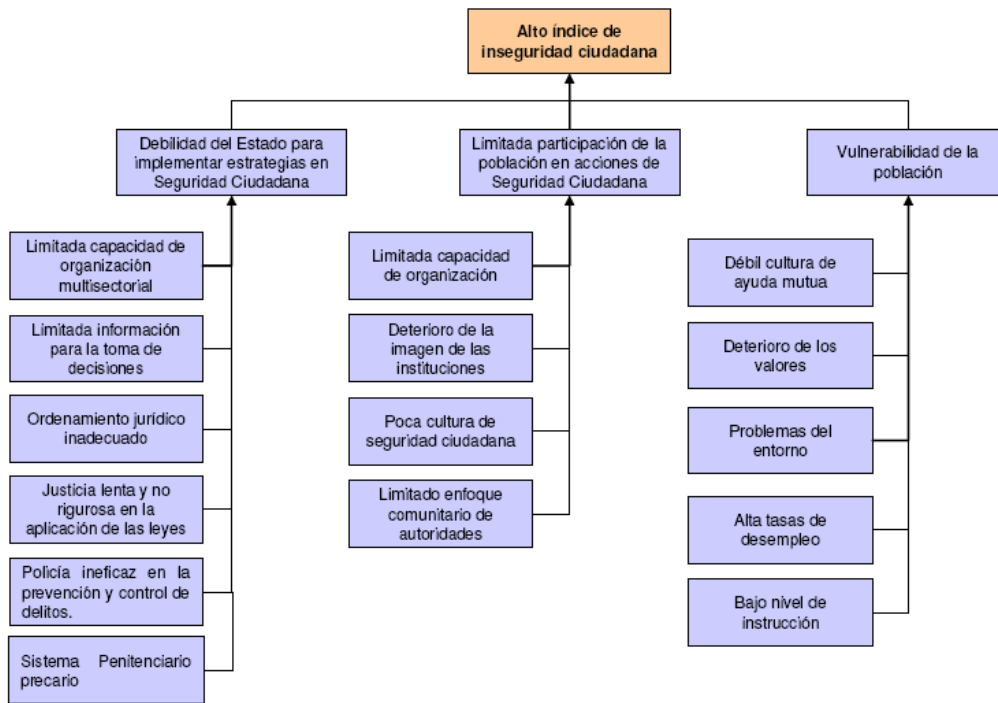 Alto índice de
inseguridad ciudadana
Debilidad del Estado para
implementar estrategias en
Seguridad Ciudadana
Limitada participación de la
población en acciones de
Seguridad Ciudadana
Vulnerabilidad de la
población
Limitada capacidad de
organización
multisectorial
Limitada información
para la toma de
decisiones
Ordenamiento jurídico
inadecuado
Justicia lenta y no
rigurosa en la
aplicación de las leyes
Policía ineficaz en la
prevención y control de
delitos.
Sistema Penitenciario
precario
Limitada capacidad
de organización
Deterioro de la
imagen de las
instituciones
Poca cultura de
seguridad ciudadana
Limitado enfoque
comunitario de
autoridades
Débil cultura de
ayuda mutua
Deterioro de los
valores
Problemas del
entorno
Alta tasas de
desempleo
Bajo nivel de
instrucción